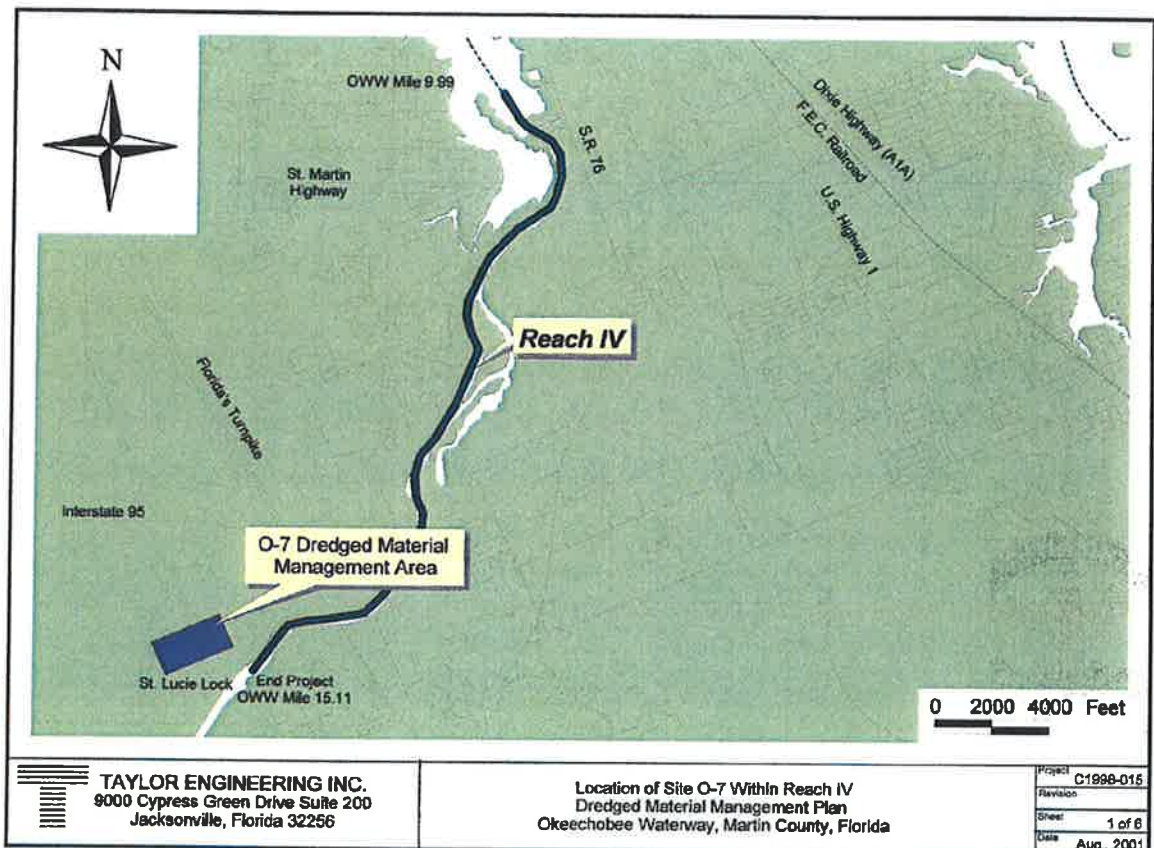 N
OWW Mile 9.99
S.R. 76
Dixie Highway (A1A)
F.E.C. Railroad
U.S. Highway 1
St. Martin
Highway
Reach IV
Florida's Turnpike
Interstate 95
O-7 Dredged Material
Management Area
St. Lucie Lock
End Project
OWW Mile 15.11
0 2000 4000 Feet
TAYLOR ENGINEERING INC.
9000 Cypress Green Drive Suite 200
Jacksonville, Florida 32256
Location of Site O-7 Within Reach IV
Dredged Material Management Plan
Okeechobee Waterway, Martin County, Florida
Project C1998-015
Revision
Sheet 1 of 6
Date Aug., 2001